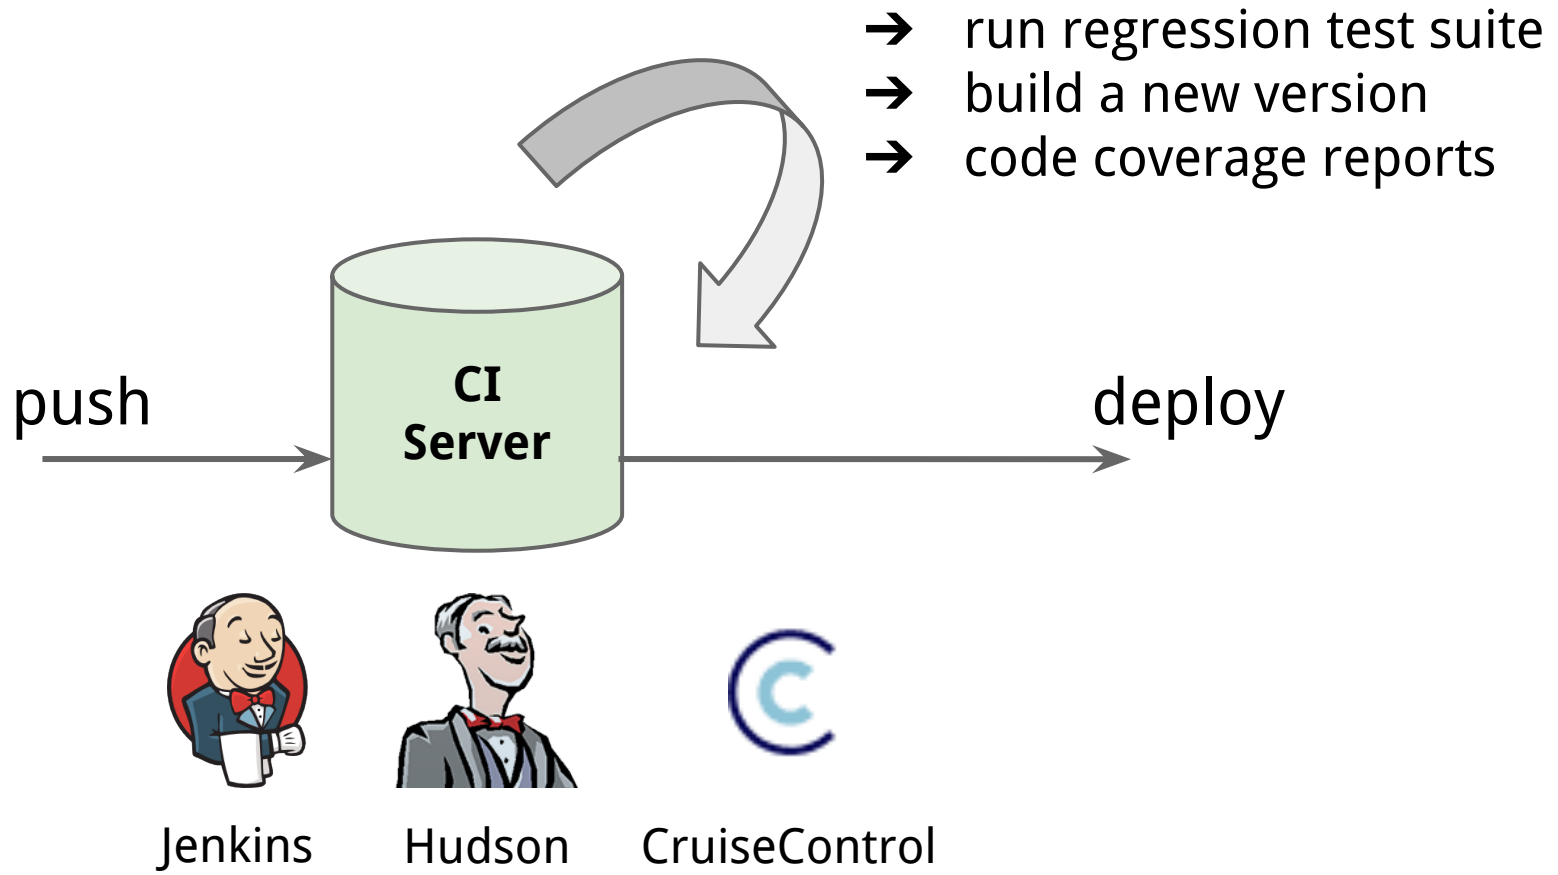 ➔ run regression test suite
➔ build a new version
➔ code coverage reports
push
CI
Server
deploy
Jenkins
Hudson
CruiseControl